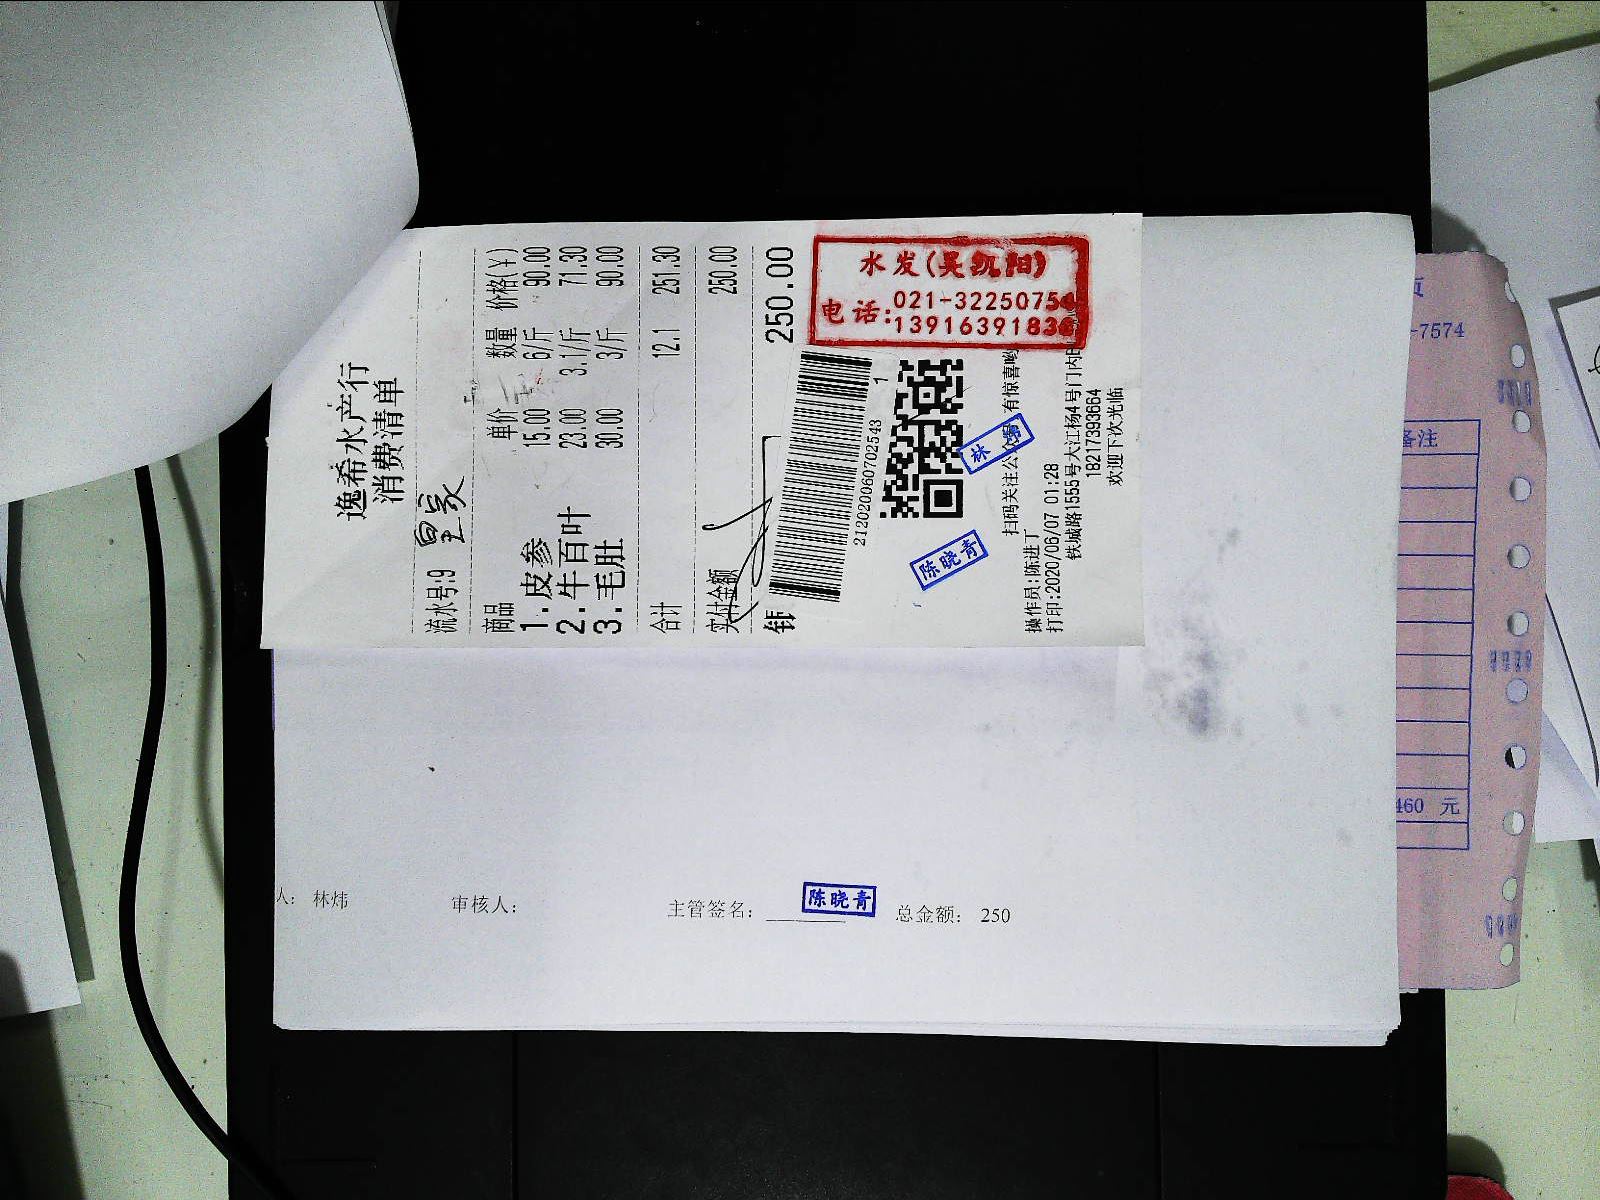 逸希水产行
消费清单
流水号:9
商品 单价 数量 价格(¥)
1.皮参 15.00 6/斤 90.00
2.牛百叶 23.00 3.1/斤 71.30
3.毛肚 30.00 3/斤 90.00
合计 12.1 251.30
实付金额 250.00
250.00
水发(吴凯阳)
电话:021-3225075
1391639183
2120200607025431
扫码关注公众号 有惊喜哟
林
陈晓青
操作员:陈进丁
打印:2020/06/07 01:28
铁城路1555号大江杨4号门内
18217393664
欢迎下次光临
人: 林炜 审核人: 主管签名: 陈晓青 总金额: 250
-7574
备注
460 元